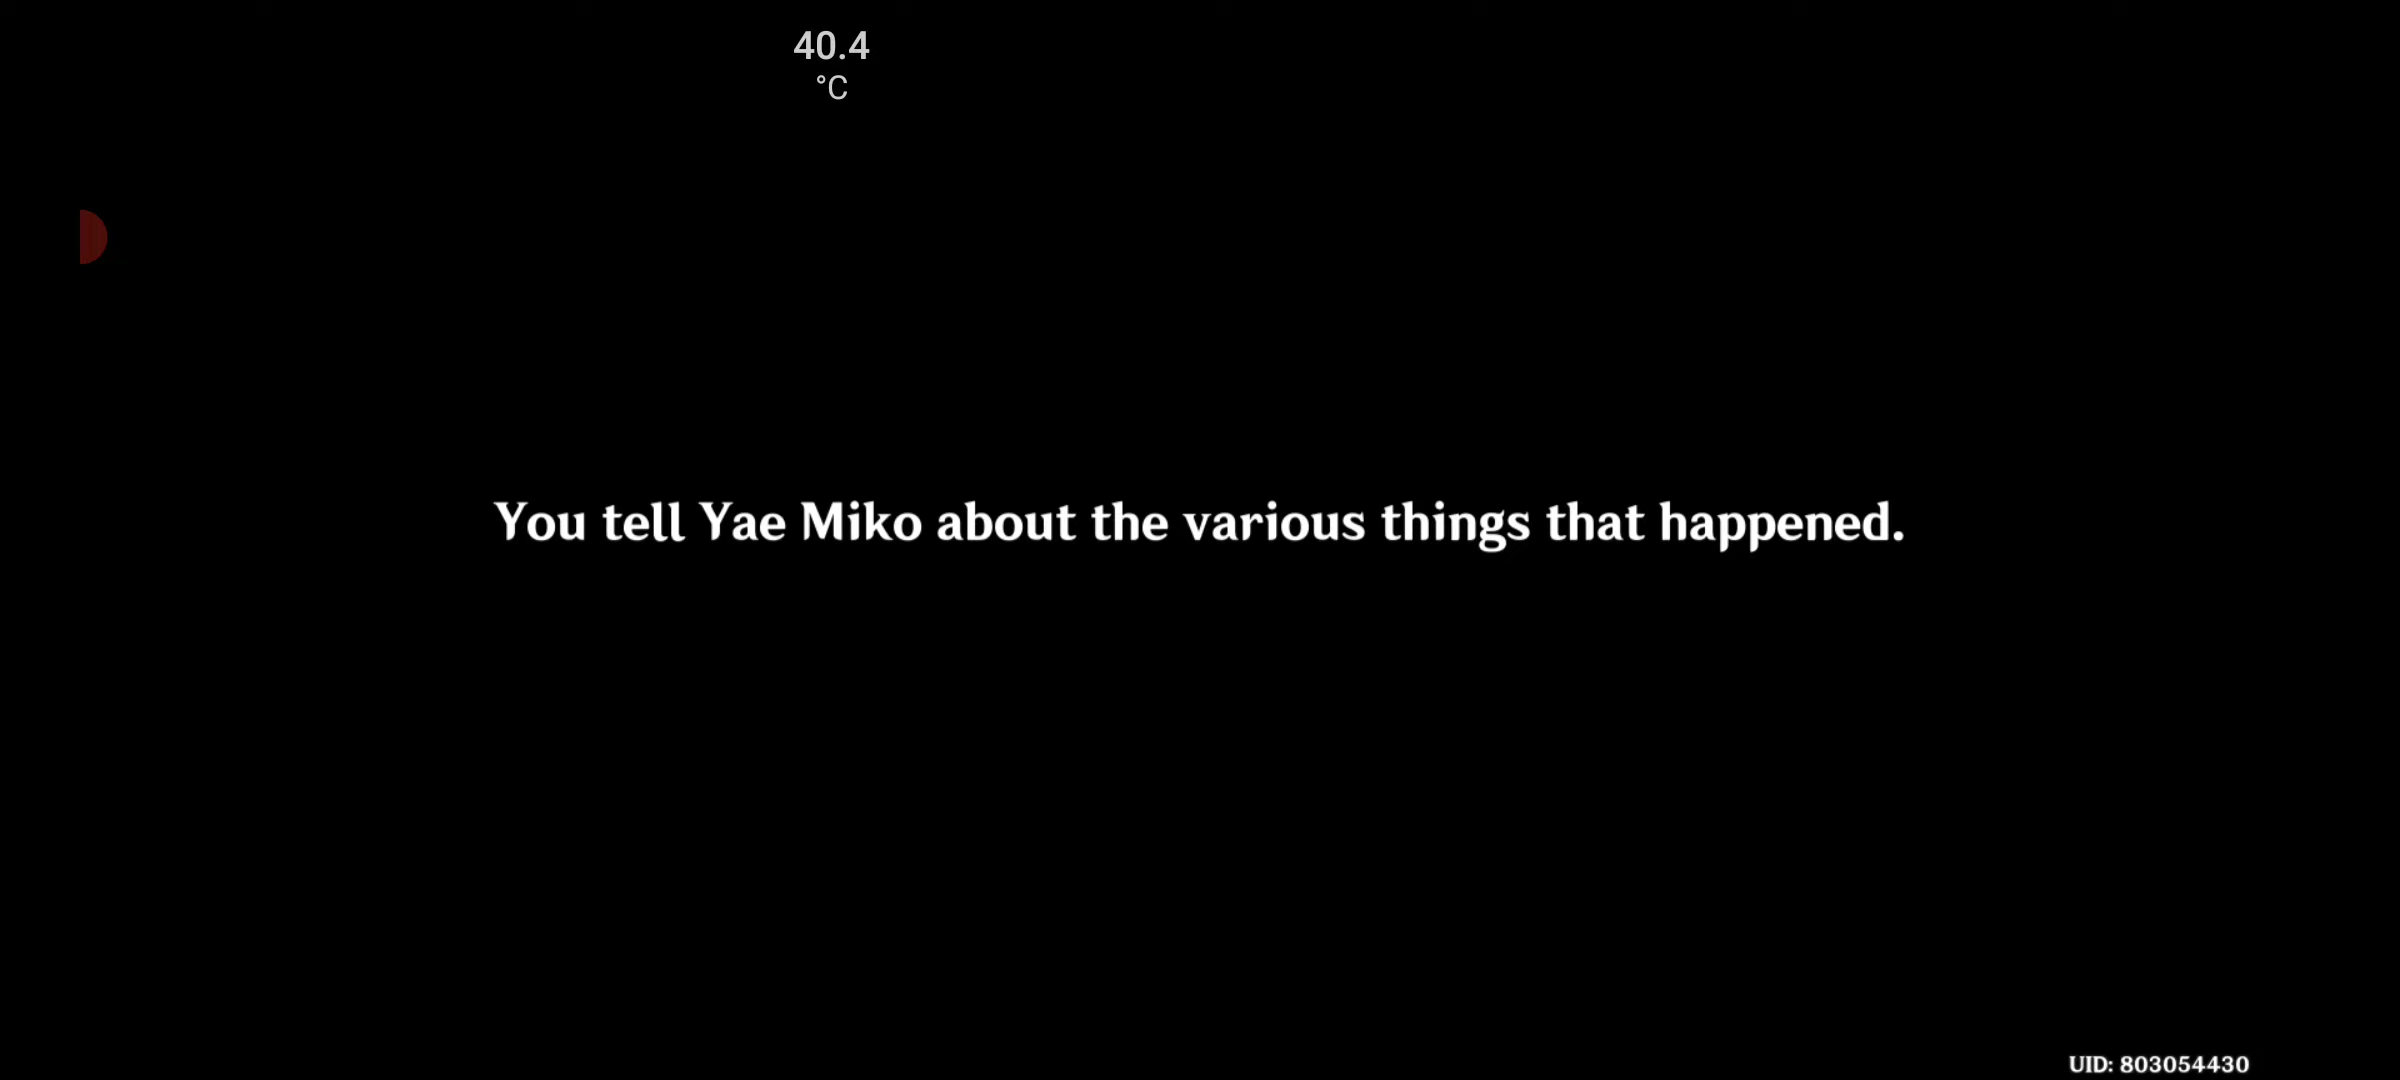 40.4
°C
You tell Yae Miko about the various things that happened.
UID: 803054430